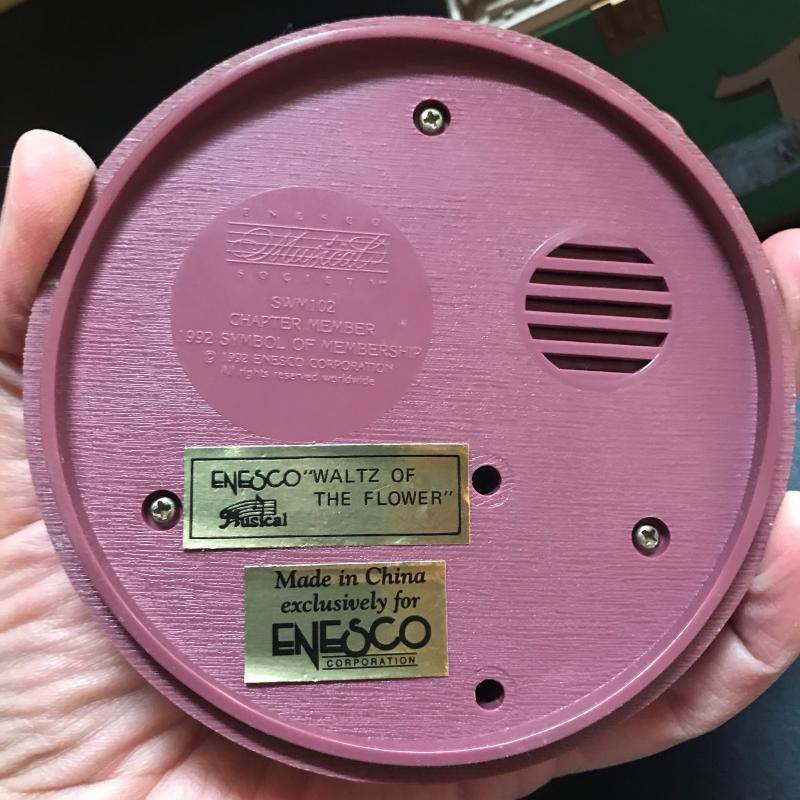 ENESCO
Musical
SOCIETY™
SWM102
CHAPTER MEMBER
1992 SYMBOL OF MEMBERSHIP
© 1992 ENESCO CORPORATION
All rights reserved worldwide
ENESCO "WALTZ OF
Musical THE FLOWER"
Made in China
exclusively for
ENESCO
CORPORATION